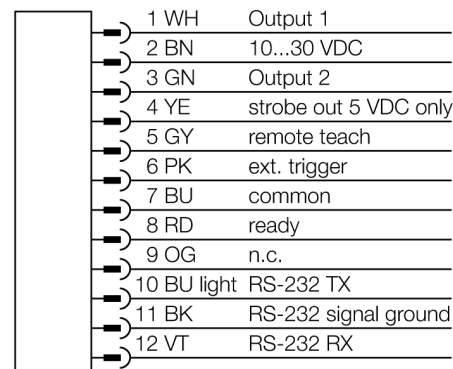 1 WH Output 1
2 BN 10...30 VDC
3 GN Output 2
4 YE strobe out 5 VDC only
5 GY remote teach
6 PK ext. trigger
7 BU common
8 RD ready
9 OG n.c.
10 BU light RS-232 TX
11 BK RS-232 signal ground
12 VT RS-232 RX